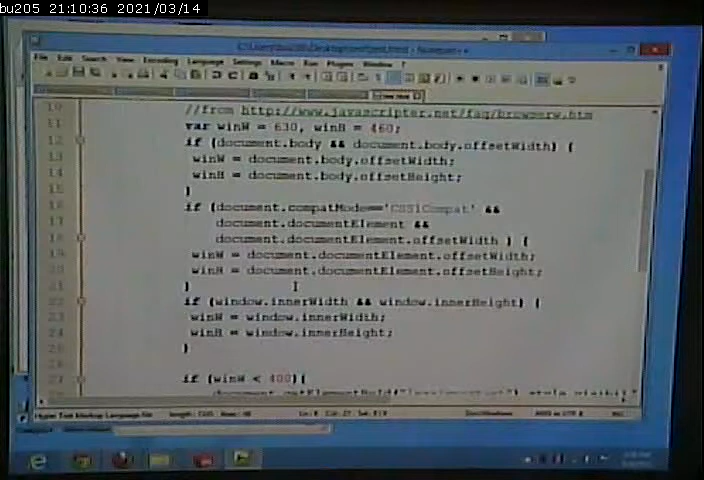 bu205 21:10:36 2021/03/14
File Edit Search View Encoding Language Settings Macro Run Plugins Window ?
10 //from http://www.javascripter.net/faq/browserw.htm
11 var winW = 630, winH = 460;
12 if (document.body && document.body.offsetWidth) {
13 winW = document.body.offsetWidth;
14 winH = document.body.offsetHeight;
15 }
16 if (document.compatMode=='CSS1Compat' &&
17 document.documentElement &&
18 document.documentElement.offsetWidth ) {
19 winW = document.documentElement.offsetWidth;
20 winH = document.documentElement.offsetHeight;
21 }
22 if (window.innerWidth && window.innerHeight) {
23 winW = window.innerWidth;
24 winH = window.innerHeight;
25 }
26
27 if (winW < 400){
Hyper Text Markup Language file